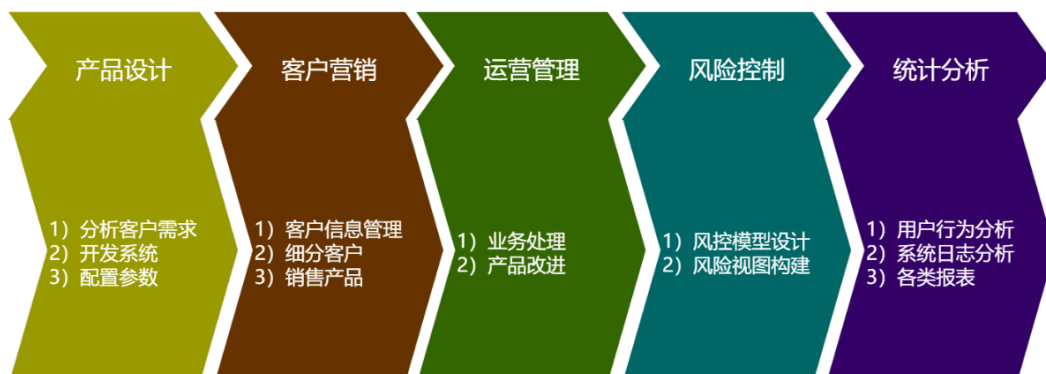 产品设计
1）分析客户需求
2）开发系统
3）配置参数
客户营销
1）客户信息管理
2）细分客户
3）销售产品
运营管理
1）业务处理
2）产品改进
风险控制
1）风控模型设计
2）风险视图构建
统计分析
1）用户行为分析
2）系统日志分析
3）各类报表